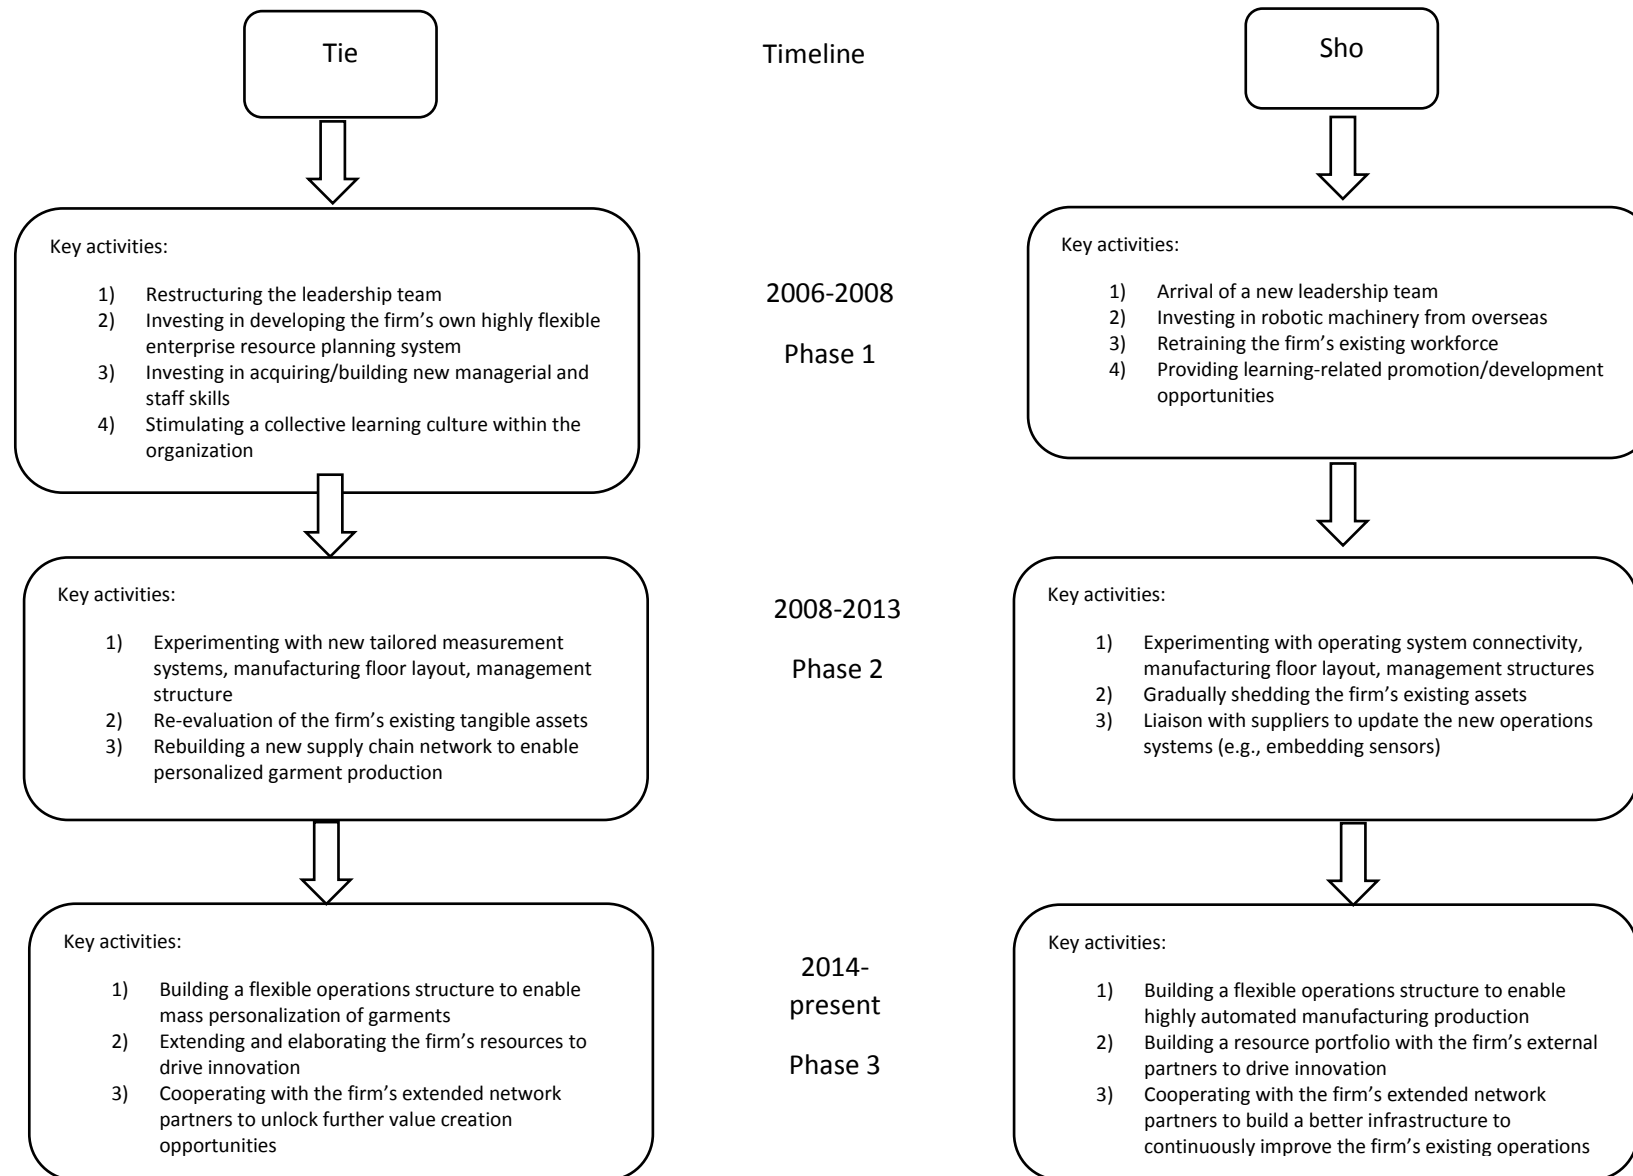 Tie
Timeline
Sho
Key activities:
1) Restructuring the leadership team
2) Investing in developing the firm's own highly flexible
enterprise resource planning system
3) Investing in acquiring/building new managerial and
staff skills
4) Stimulating a collective learning culture within the
organization
2006-2008
Phase 1
Key activities:
1) Arrival of a new leadership team
2) Investing in robotic machinery from overseas
3) Retraining the firm's existing workforce
4) Providing learning-related promotion/development
opportunities
Key activities:
1) Experimenting with new tailored measurement
systems, manufacturing floor layout, management
structure
2) Re-evaluation of the firm's existing tangible assets
3) Rebuilding a new supply chain network to enable
personalized garment production
2008-2013
Phase 2
Key activities:
1) Experimenting with operating system connectivity,
manufacturing floor layout, management structures
2) Gradually shedding the firm's existing assets
3) Liaison with suppliers to update the new operations
systems (e.g., embedding sensors)
Key activities:
1) Building a flexible operations structure to enable
mass personalization of garments
2) Extending and elaborating the firm's resources to
drive innovation
3) Cooperating with the firm's extended network
partners to unlock further value creation
opportunities
2014-
present
Phase 3
Key activities:
1) Building a flexible operations structure to enable
highly automated manufacturing production
2) Building a resource portfolio with the firm's external
partners to drive innovation
3) Cooperating with the firm's extended network
partners to build a better infrastructure to
continuously improve the firm's existing operations